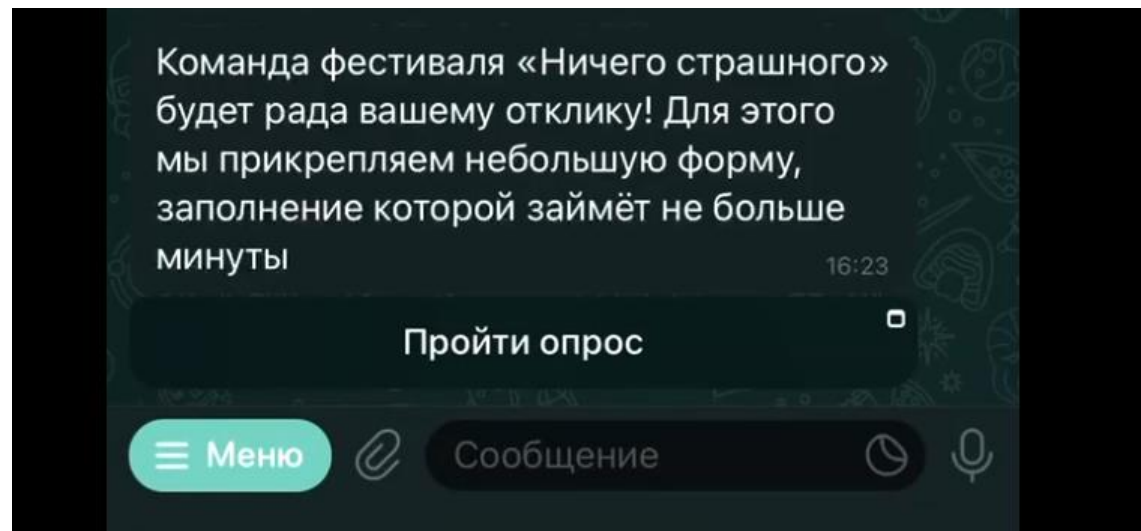 Команда фестиваля «Ничего страшного»
будет рада вашему отклику! Для этого
мы прикрепляем небольшую форму,
заполнение которой займёт не больше
минуты
16:23
Пройти опрос
Меню
Сообщение